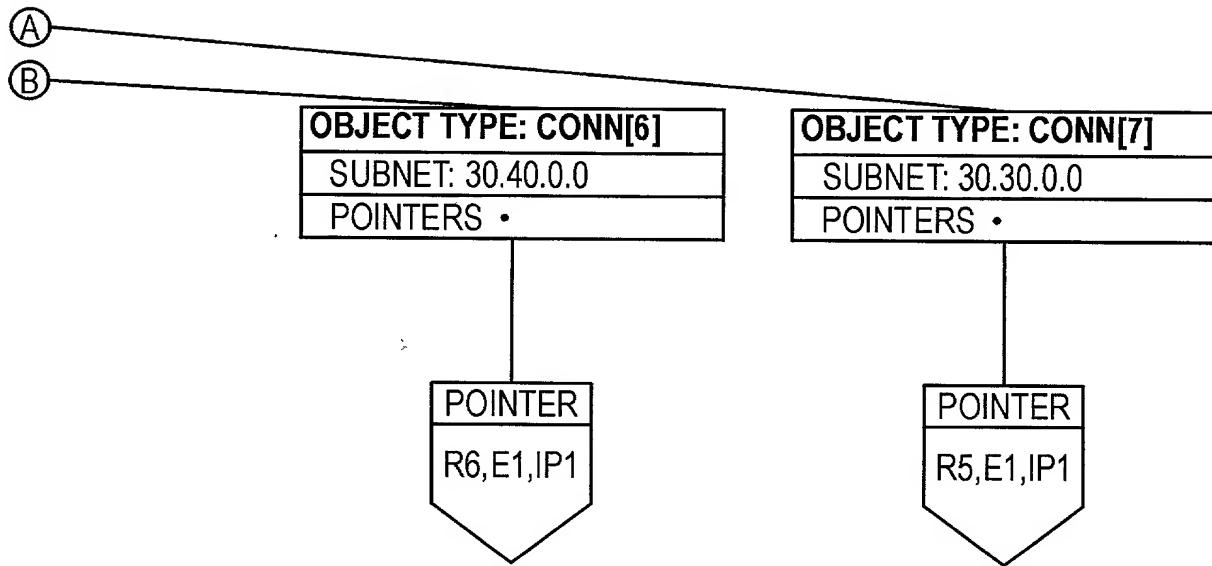 A
B
OBJECT TYPE: CONN[6]
SUBNET: 30.40.0.0
POINTERS •
POINTER
R6,E1,IP1
OBJECT TYPE: CONN[7]
SUBNET: 30.30.0.0
POINTERS •
POINTER
R5,E1,IP1